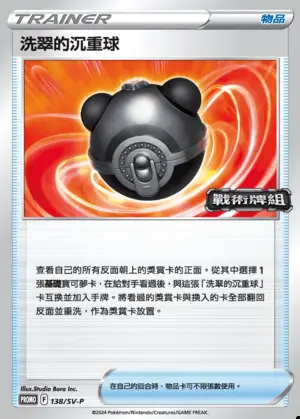 TRAINER 物品
洗翠的沉重球
戰術牌組
查看自己的所有反面朝上的獎賞卡的正面。從其中選擇1
張基礎寶可夢卡，在給對手看過後，與這張「洗翠的沉重球」
卡互換並加入手牌。將看過的獎賞卡與換入的卡全部翻回
反面並重洗，作為獎賞卡放置。
Illus.Studio Bora Inc.
PROMO F 138/SV-P
在自己的回合時，物品卡可不限張數使用。
©2024 Pokémon/Nintendo/Creatures/GAME FREAK.